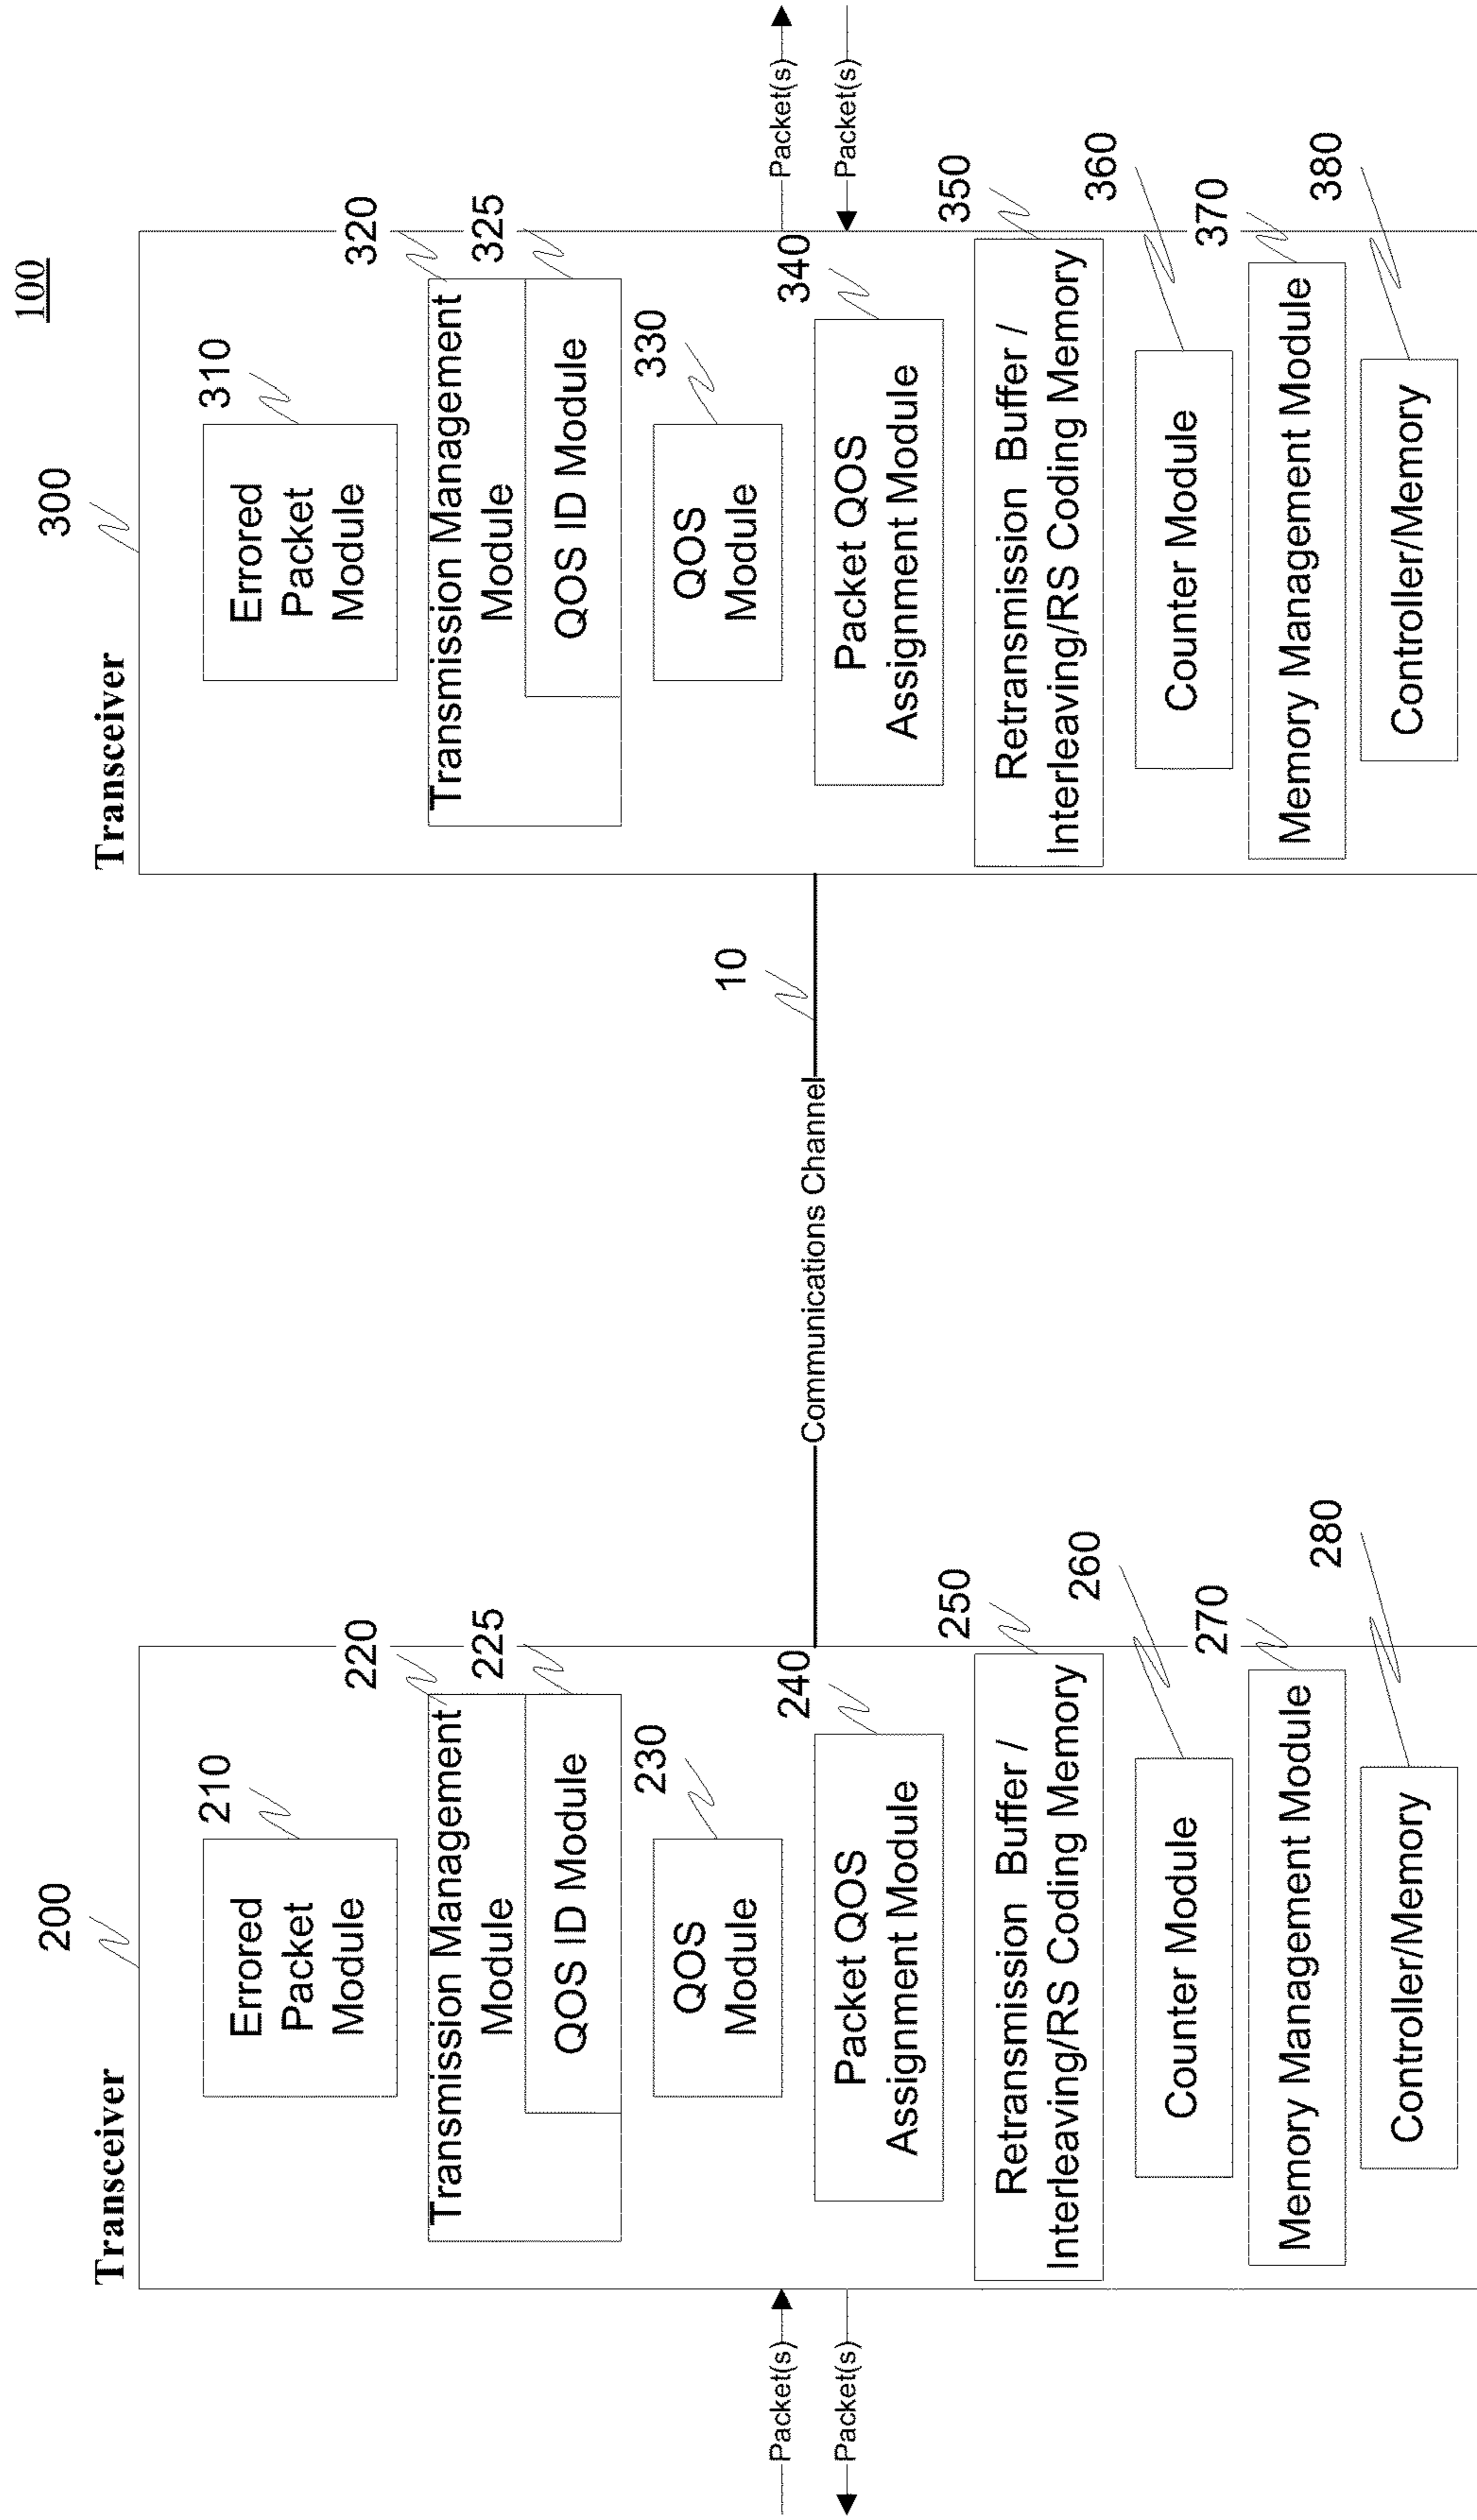 100
Transceiver
200
Errored
Packet
Module
210
Transmission Management
Module
220
QOS ID Module
225
QOS
Module
230
Packet QOS
Assignment Module
240
Retransmission Buffer /
Interleaving/RS Coding Memory
250
Counter Module
260
Memory Management Module
270
Controller/Memory
280
Packet(s)
Packet(s)
Communications Channel
10
Transceiver
300
Errored
Packet
Module
310
Transmission Management
Module
320
QOS ID Module
325
QOS
Module
330
Packet QOS
Assignment Module
340
Retransmission Buffer /
Interleaving/RS Coding Memory
350
Counter Module
360
Memory Management Module
370
Controller/Memory
380
Packet(s)
Packet(s)